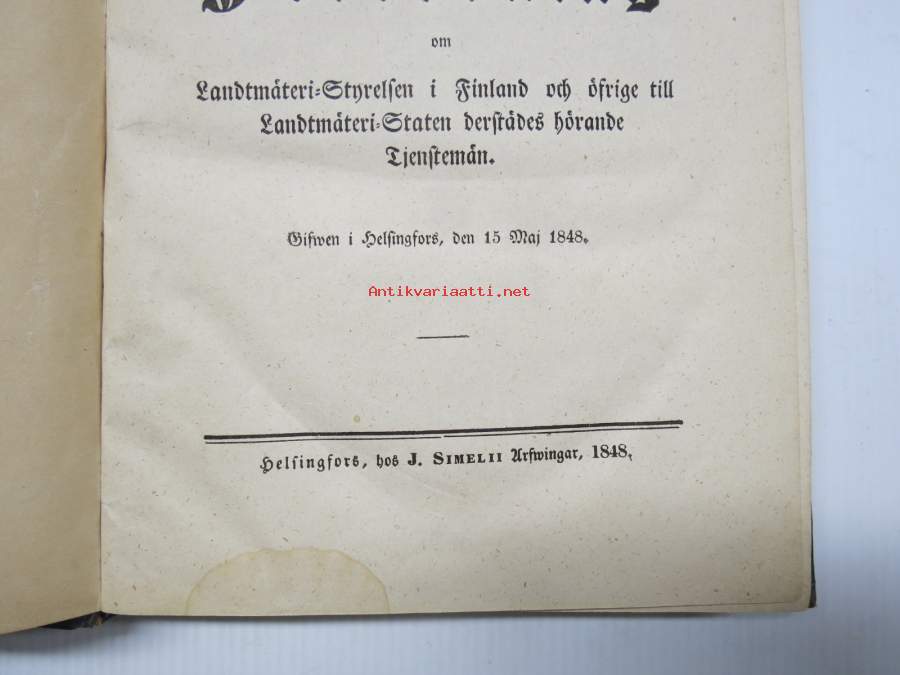 om
Landtmäteri-Styrelsen i Finland och öfrige till
Landtmäteri-Staten derstädes hörande
Tjenstemän.
Gifwen i Helsingfors, den 15 Maj 1848.
Antikvariaatti.net
Helsingfors, hos J. SIMELII Arfwingar, 1848.